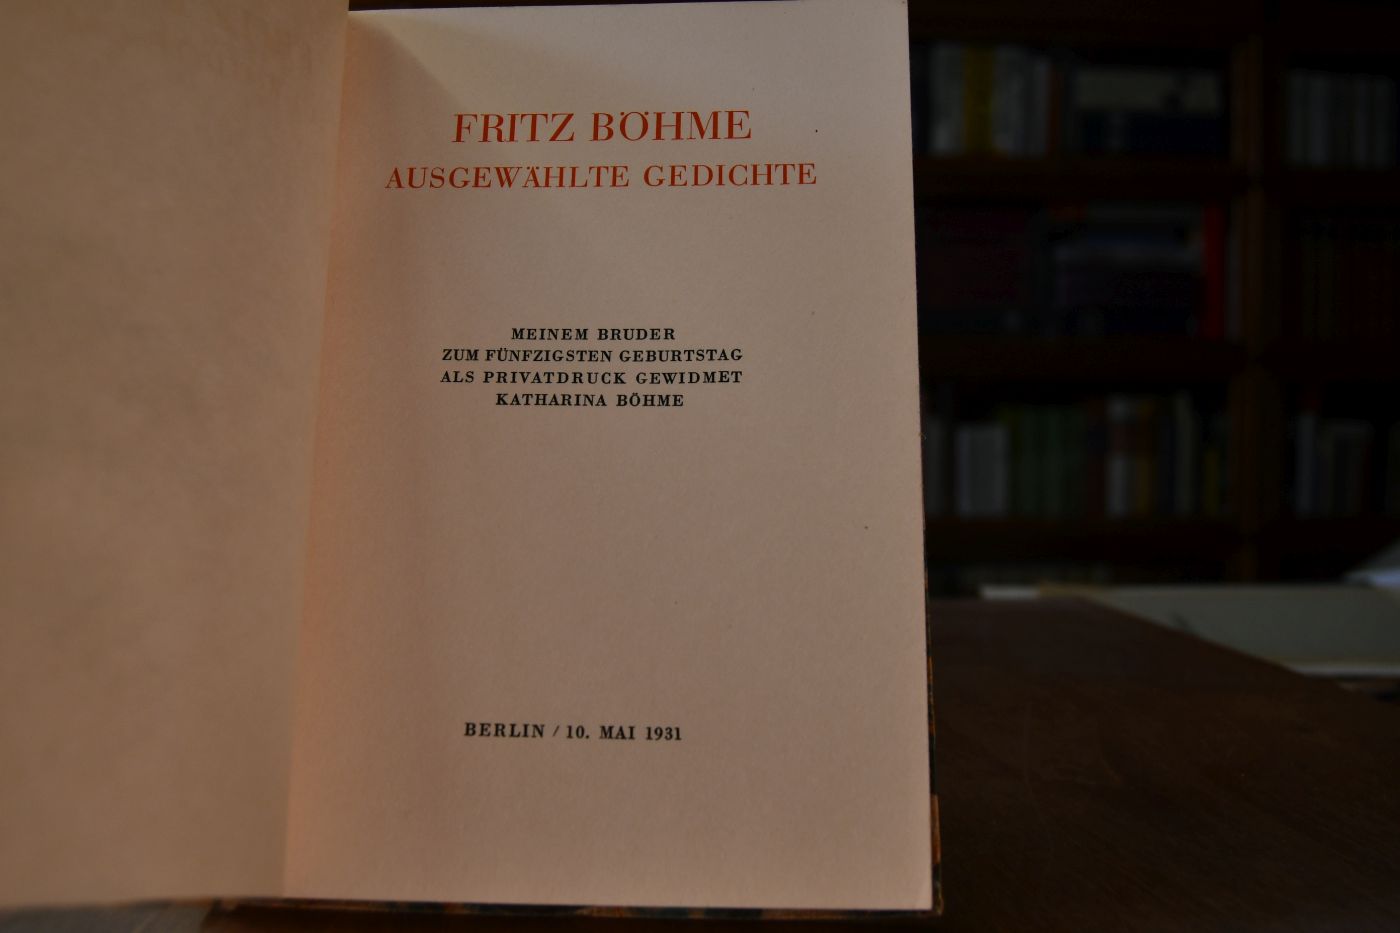 FRITZ BÖHME
AUSGEWÄHLTE GEDICHTE
MEINEM BRUDER
ZUM FÜNFZIGSTEN GEBURTSTAG
ALS PRIVATDRUCK GEWIDMET
KATHARINA BÖHME
BERLIN / 10. MAI 1931